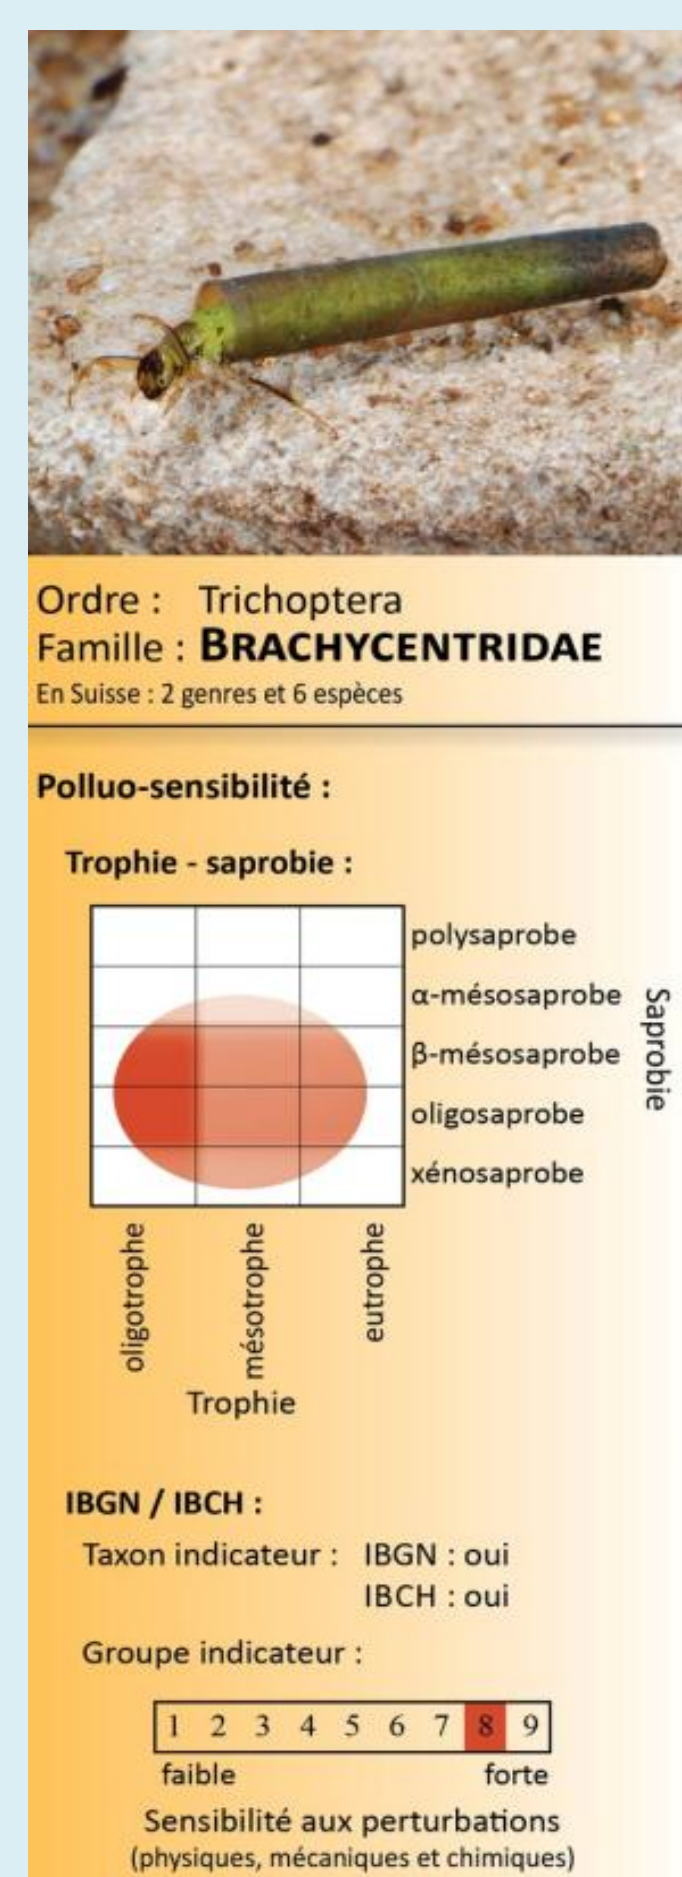 Ordre : Trichoptera
Famille : BRACHYCENTRIDAE
En Suisse : 2 genres et 6 espèces
Polluo-sensibilité :
Trophie - saprobie :
polysaprobe
α-mésosaprobe
β-mésosaprobe
oligosaprobe
xénosaprobe
Saprobie
oligotrophe
mésotrophe
eutrophe
Trophie
IBGN / IBCH :
Taxon indicateur : IBGN : oui
IBCH : oui
Groupe indicateur :
1 2 3 4 5 6 7 8 9
faible forte
Sensibilité aux perturbations
(physiques, mécaniques et chimiques)